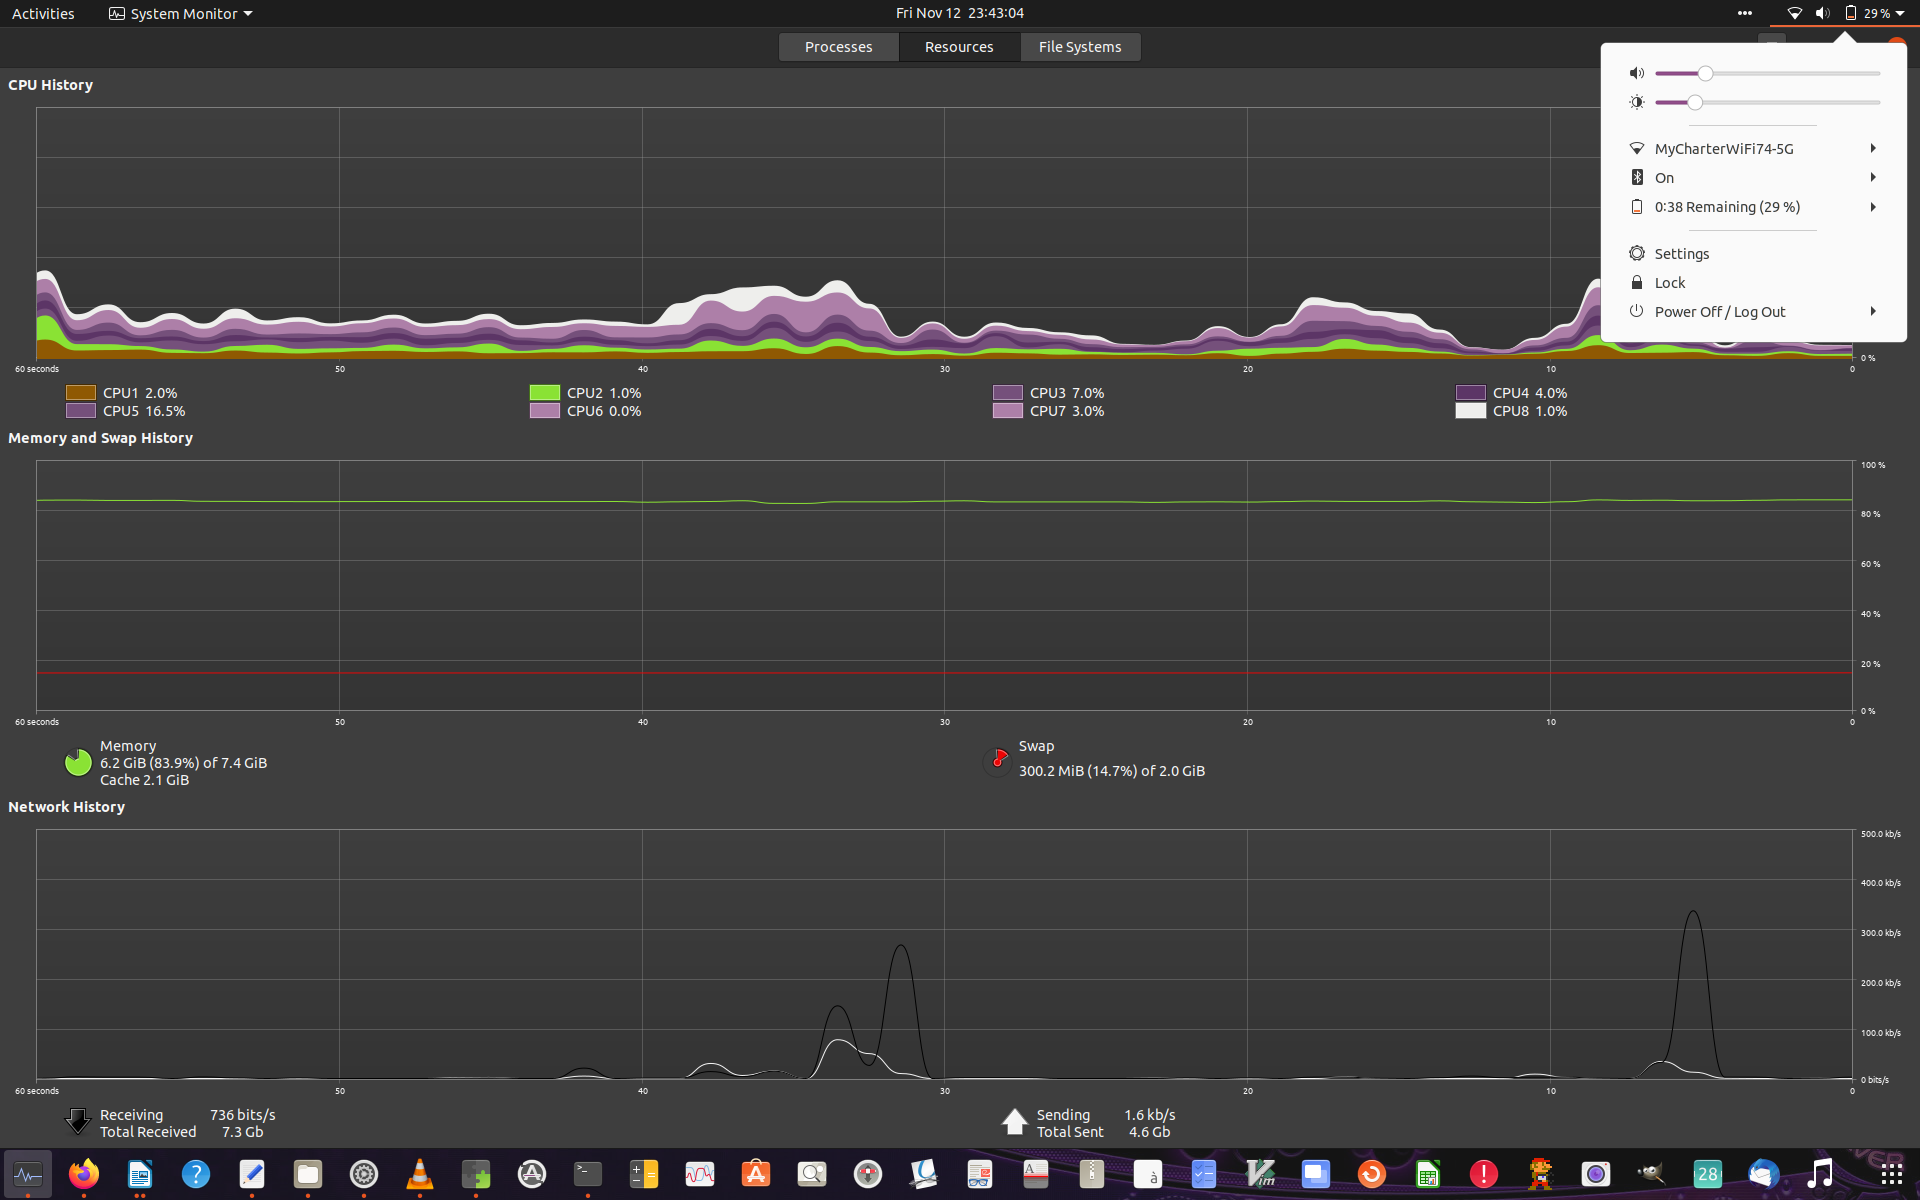 Activities System Monitor Fri Nov 12 23:43:04 29 %
Processes Resources File Systems
CPU History
MyCharterWiFi74-5G
On
0:38 Remaining (29 %)
Settings
Lock
Power Off / Log Out
0 %
60 seconds 50 40 30 20 10 0
CPU1 2.0% CPU2 1.0% CPU3 7.0% CPU4 4.0%
CPU5 16.5% CPU6 0.0% CPU7 3.0% CPU8 1.0%
Memory and Swap History
100 %
80 %
60 %
40 %
20 %
0 %
60 seconds 50 40 30 20 10 0
Memory
6.2 GiB (83.9%) of 7.4 GiB
Cache 2.1 GiB
Swap
300.2 MiB (14.7%) of 2.0 GiB
Network History
500.0 kb/s
400.0 kb/s
300.0 kb/s
200.0 kb/s
100.0 kb/s
0 bits/s
60 seconds 50 40 30 20 10 0
Receiving 736 bits/s
Total Received 7.3 Gb
Sending 1.6 kb/s
Total Sent 4.6 Gb
? >_ A à Vim ! 28